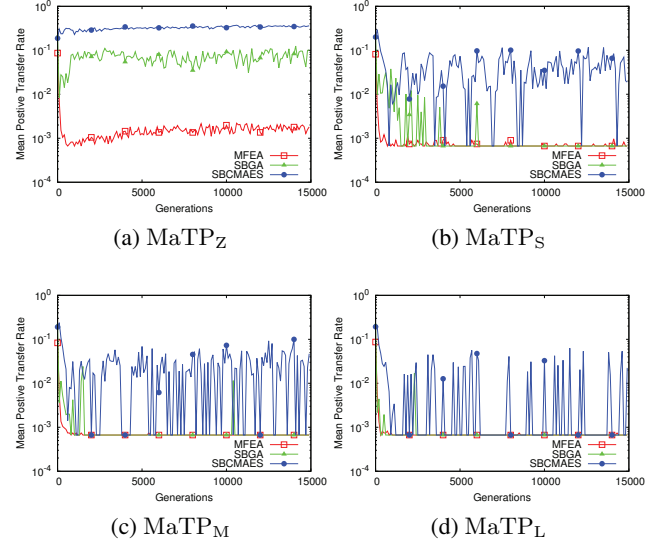 10^0
10^-1
10^-2
10^-3
10^-4
Mean Postive Transfer Rate
MFEA
SBGA
SBCMAES
0 5000 10000 15000
Generations
(a) MaTP_Z
10^0
10^-1
10^-2
10^-3
10^-4
Mean Positive Transfer Rate
MFEA
SBGA
SBCMAES
0 5000 10000 15000
Generations
(b) MaTP_S
10^0
10^-1
10^-2
10^-3
10^-4
Mean Positive Transfer Rate
MFEA
SBGA
SBCMAES
0 5000 10000 15000
Generations
(c) MaTP_M
10^0
10^-1
10^-2
10^-3
10^-4
Mean Positive Transfer Rate
MFEA
SBGA
SBCMAES
0 5000 10000 15000
Generations
(d) MaTP_L